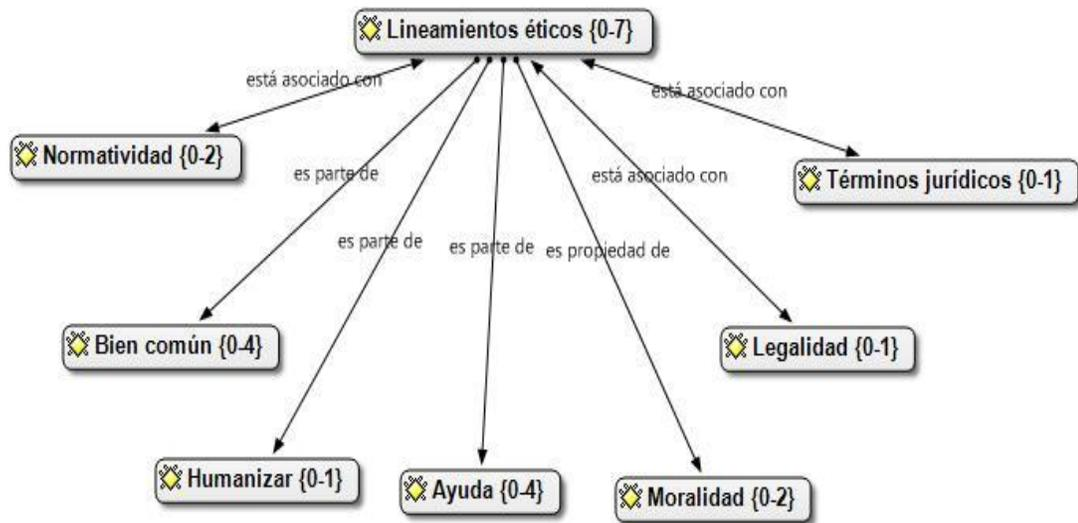 Lineamientos éticos {0-7}
está asociado con
está asociado con
Normatividad {0-2}
es parte de
está asociado con
Términos jurídicos {0-1}
es parte de
es parte de
es propiedad de
Bien común {0-4}
Legalidad {0-1}
Humanizar {0-1}
Ayuda {0-4}
Moralidad {0-2}